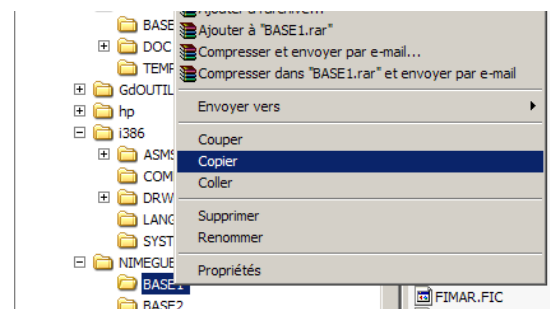 BASE
DOC
TEMP
GdOUTIL
hp
i386
ASMS
COM
DRW
LANG
SYST
NIMEGUE
BASE1
BASE2
Ajouter à l'archive...
Ajouter à "BASE1.rar"
Compresser et envoyer par e-mail...
Compresser dans "BASE1.rar" et envoyer par e-mail
Envoyer vers
Couper
Copier
Coller
Supprimer
Renommer
Propriétés
FIMAR.FIC